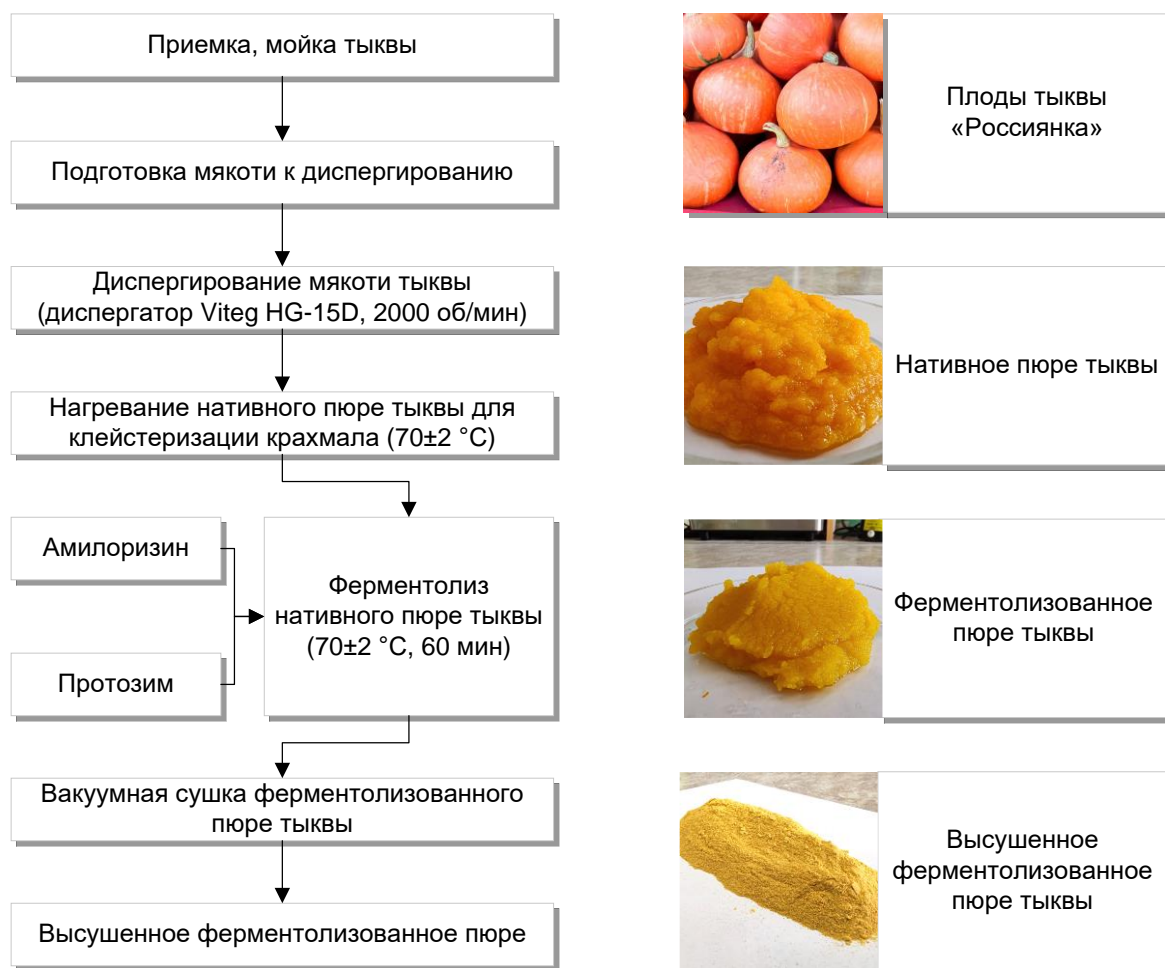 Приемка, мойка тыквы
Подготовка мякоти к диспергированию
Диспергирование мякоти тыквы
(диспергатор Viteg HG-15D, 2000 об/мин)
Нагревание нативного пюре тыквы для
клейстеризации крахмала (70±2 °C)
Амилоризин
Протозим
Ферментолиз
нативного пюре тыквы
(70±2 °C, 60 мин)
Вакуумная сушка ферментолизованного
пюре тыквы
Высушенное ферментолизованное пюре
Плоды тыквы
«Россиянка»
Нативное пюре тыквы
Ферментолизованное
пюре тыквы
Высушенное
ферментолизованное
пюре тыквы